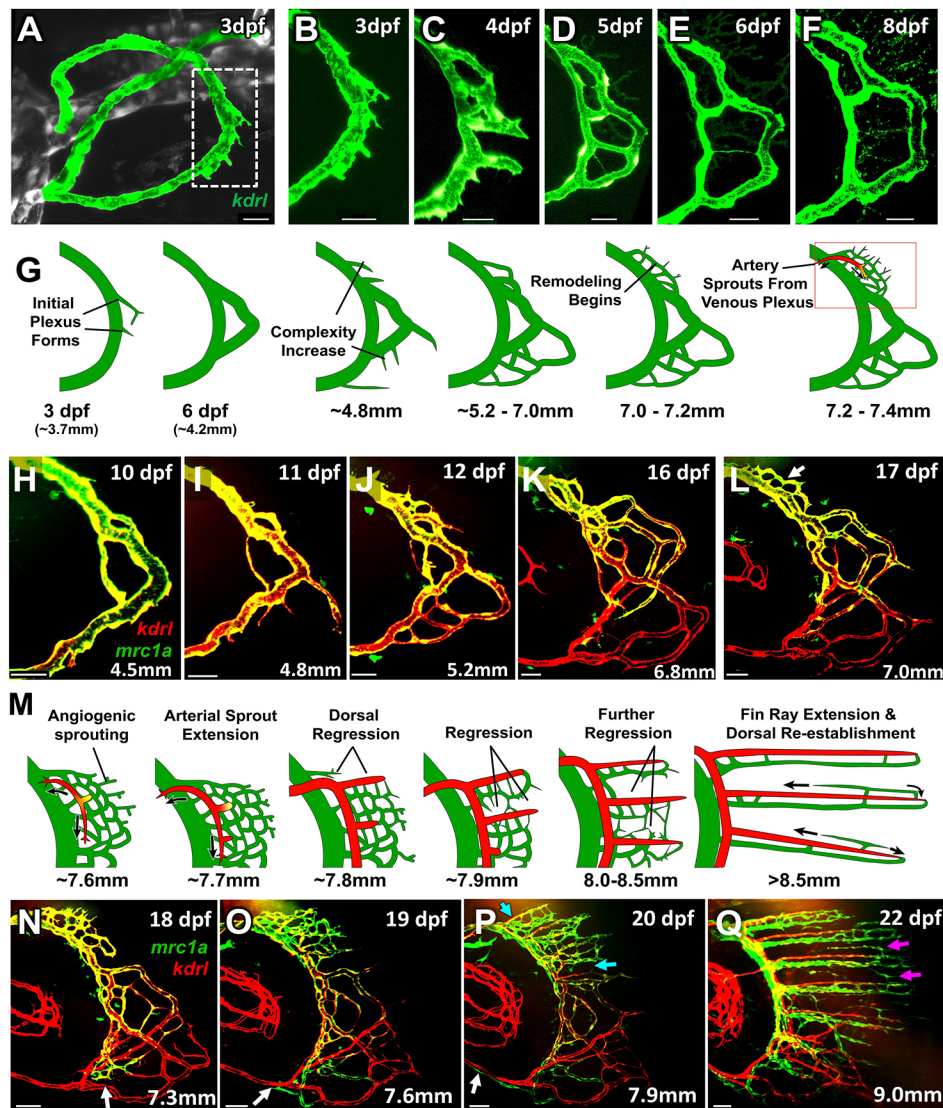 A
3dpf
kdrl
B
3dpf
C
4dpf
D
5dpf
E
6dpf
F
8dpf
G
Initial
Plexus
Forms
Complexity
Increase
Remodeling
Begins
Artery
Sprouts From
Venous Plexus
3 dpf
(~3.7mm)
6 dpf
(~4.2mm)
~4.8mm
~5.2 - 7.0mm
7.0 - 7.2mm
7.2 - 7.4mm
H
10 dpf
kdrl
mrc1a
4.5mm
I
11 dpf
4.8mm
J
12 dpf
5.2mm
K
16 dpf
6.8mm
L
17 dpf
7.0mm
M
Angiogenic
sprouting
Arterial Sprout
Extension
Dorsal
Regression
Regression
Further
Regression
Fin Ray Extension &
Dorsal Re-establishment
~7.6mm
~7.7mm
~7.8mm
~7.9mm
8.0-8.5mm
>8.5mm
N
18 dpf
mrc1a
kdrl
7.3mm
O
19 dpf
7.6mm
P
20 dpf
7.9mm
Q
22 dpf
9.0mm